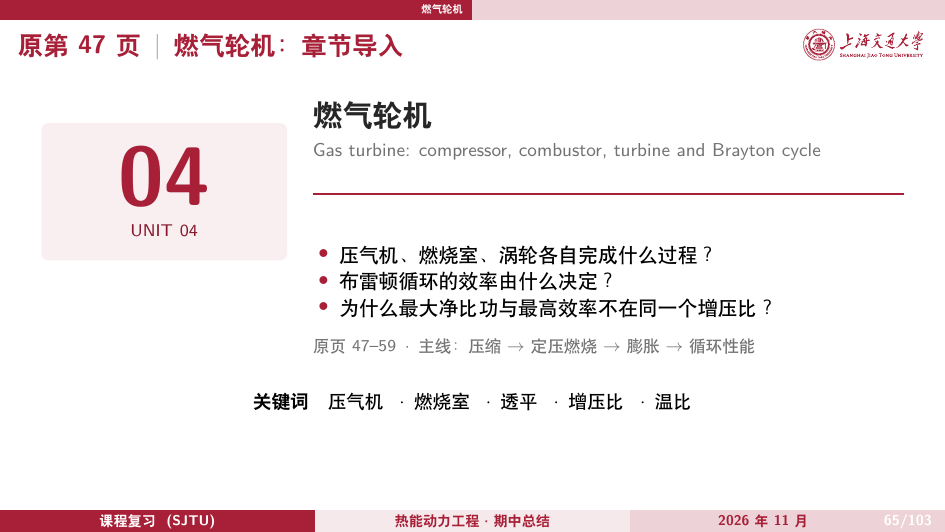 燃气轮机
原第 47 页 | 燃气轮机：章节导入
上海交通大学
SHANGHAI JIAO TONG UNIVERSITY
04
UNIT 04
燃气轮机
Gas turbine: compressor, combustor, turbine and Brayton cycle
• 压气机、燃烧室、涡轮各自完成什么过程？
• 布雷顿循环的效率由什么决定？
• 为什么最大净比功与最高效率不在同一个增压比？
原页 47–59 · 主线：压缩 → 定压燃烧 → 膨胀 → 循环性能
关键词 压气机 · 燃烧室 · 透平 · 增压比 · 温比
课程复习 (SJTU)
热能动力工程 · 期中总结
2026 年 11 月
65/103